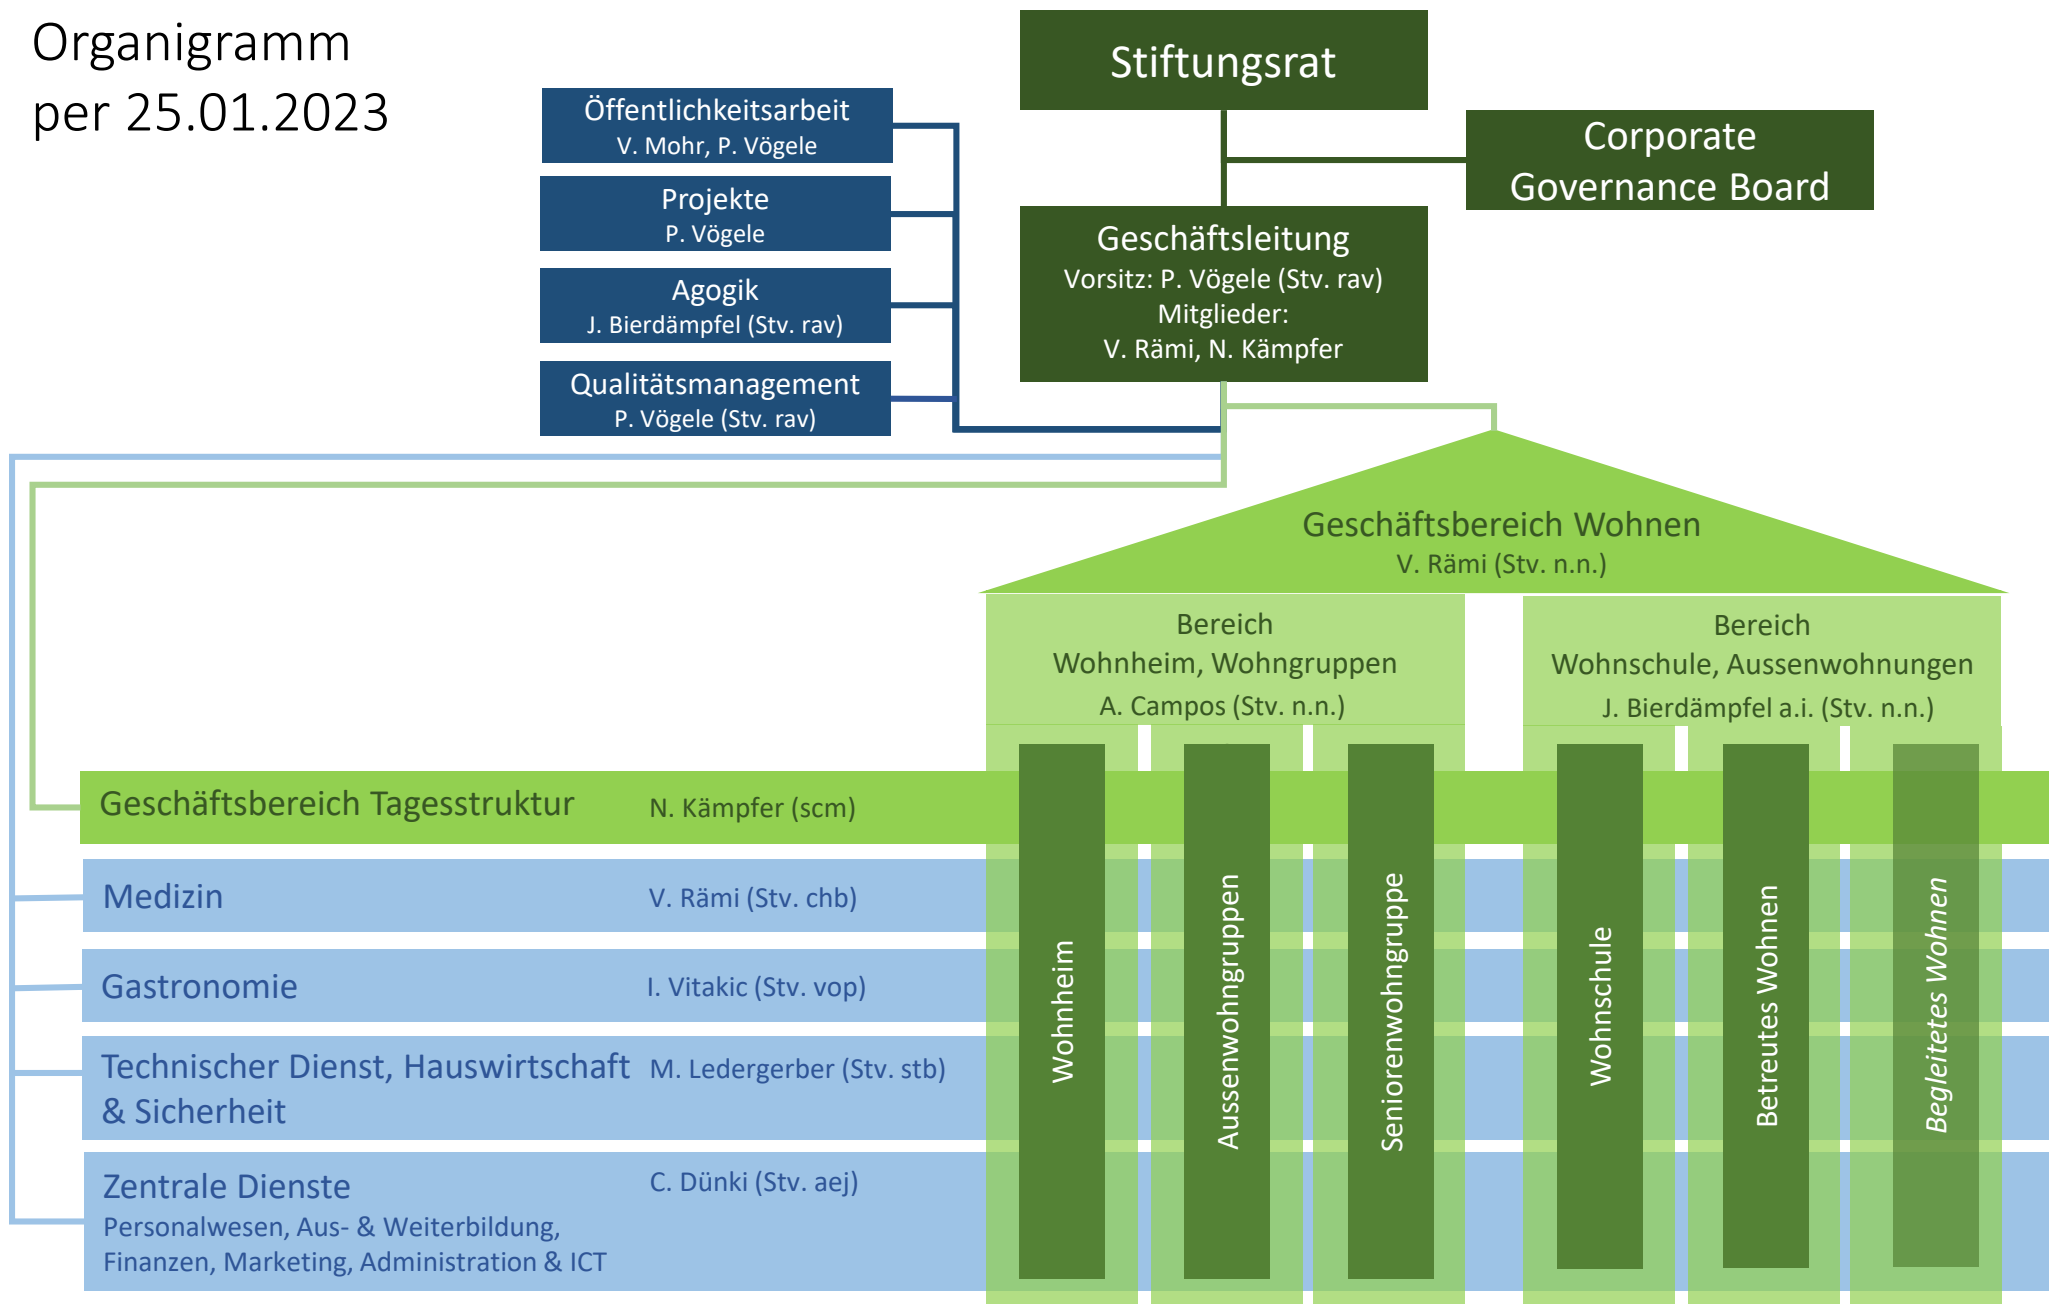 Organigramm
per 25.01.2023
Stiftungsrat
Corporate
Governance Board
Öffentlichkeitsarbeit
V. Mohr, P. Vögele
Projekte
P. Vögele
Agogik
J. Bierdämpfel (Stv. rav)
Qualitätsmanagement
P. Vögele (Stv. rav)
Geschäftsleitung
Vorsitz: P. Vögele (Stv. rav)
Mitglieder:
V. Rämi, N. Kämpfer
Geschäftsbereich Wohnen
V. Rämi (Stv. n.n.)
Bereich
Wohnheim, Wohngruppen
A. Campos (Stv. n.n.)
Bereich
Wohnschule, Aussenwohnungen
J. Bierdämpfel a.i. (Stv. n.n.)
Geschäftsbereich Tagesstruktur N. Kämpfer (scm)
Medizin V. Rämi (Stv. chb)
Gastronomie I. Vitakic (Stv. vop)
Technischer Dienst, Hauswirtschaft M. Ledergerber (Stv. stb)
& Sicherheit
Zentrale Dienste C. Dünki (Stv. aej)
Personalwesen, Aus- & Weiterbildung,
Finanzen, Marketing, Administration & ICT
Wohnheim
Aussenwohngruppen
Seniorenwohngruppe
Wohnschule
Betreutes Wohnen
Begleitetes Wohnen